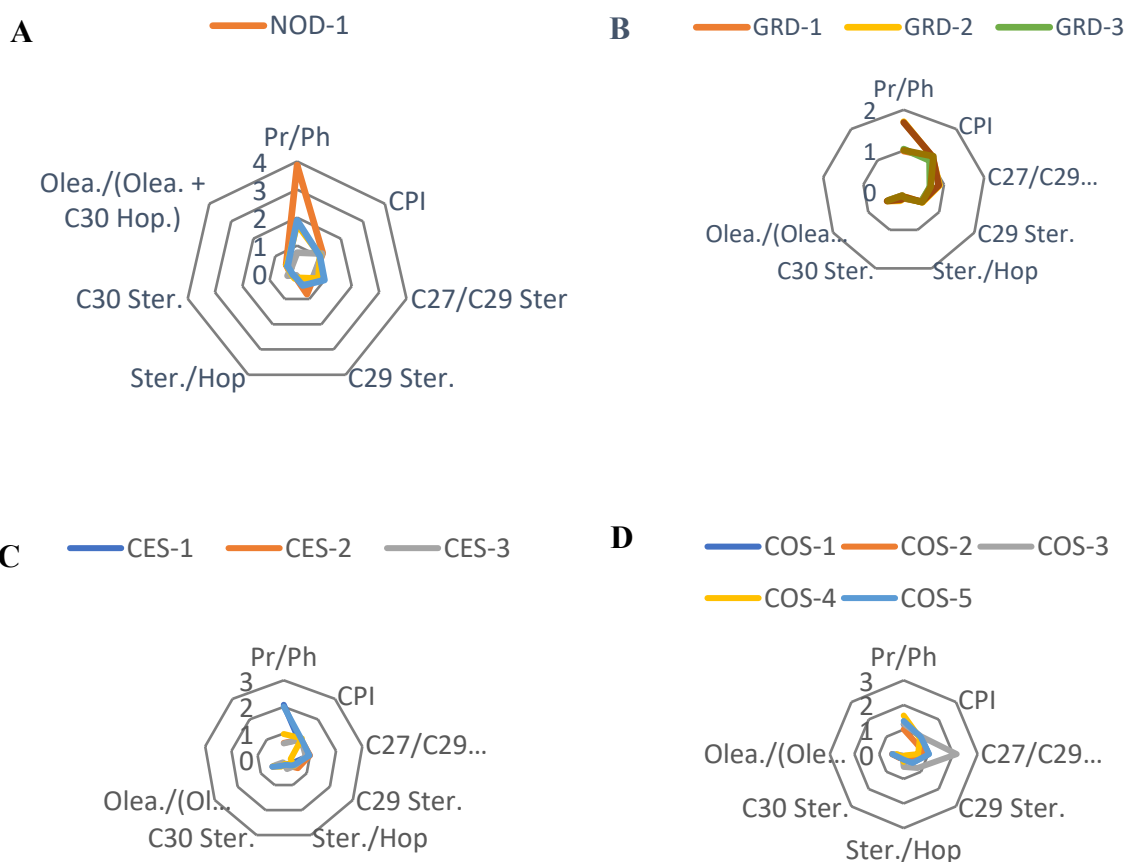 A
NOD-1
Pr/Ph
4
3
2
1
0
CPI
C27/C29 Ster
C29 Ster.
Ster./Hop
C30 Ster.
Olea./(Olea. +
C30 Hop.)
B
GRD-1 GRD-2 GRD-3
Pr/Ph
2
1
0
CPI
C27/C29...
C29 Ster.
Ster./Hop
C30 Ster.
Olea./(Olea...
C
CES-1 CES-2 CES-3
Pr/Ph
3
2
1
0
CPI
C27/C29...
C29 Ster.
Ster./Hop
C30 Ster.
Olea./(Ol...
D
COS-1 COS-2 COS-3
COS-4 COS-5
Pr/Ph
3
2
1
0
CPI
C27/C29...
C29 Ster.
Ster./Hop
C30 Ster.
Olea./(Ole...